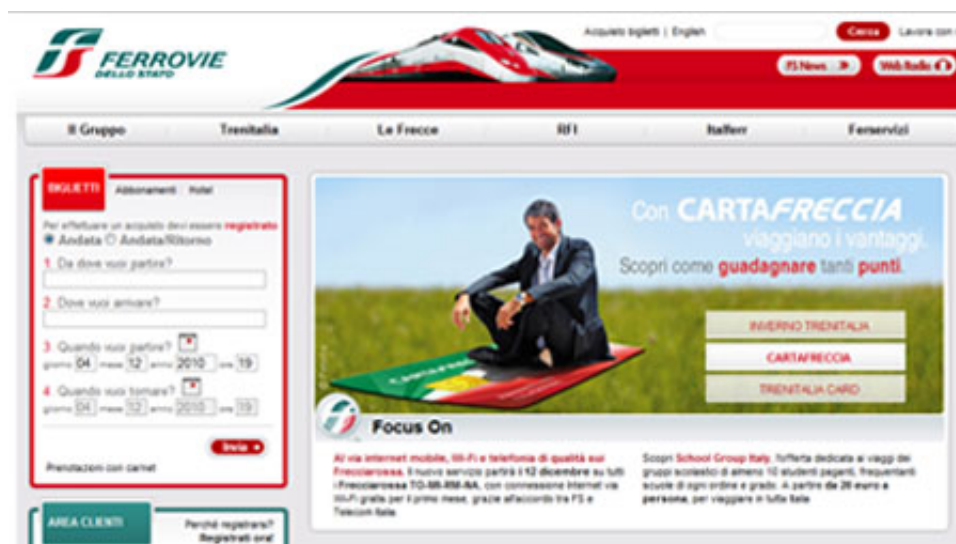 Acquisto biglietti | English
Cerca
Lavora con
FERROVIE
DELLO STATO
FS News
Web Radio
Il Gruppo
Trenitalia
Le Frecce
RFI
Italferr
Ferservizi
BIGLIETTI
Abbonamenti
Hotel
Per effettuare un acquisto devi essere registrato
Andata
Andata/Ritorno
1. Da dove vuoi partire?
2. Dove vuoi arrivare?
3. Quando vuoi partire?
giorno 04 mese 12 anno 2010 ore 19
4. Quando vuoi tornare?
giorno 04 mese 12 anno 2010 ore 19
Invia
Prenotazioni con carnet
AREA CLIENTI
Perché registrarsi?
Registrati ora!
Con CARTAFRECCIA
viaggiano i vantaggi.
Scopri come guadagnare tanti punti.
INVERNO TRENITALIA
CARTAFRECCIA
TRENITALIA CARD
CARTAFRECCIA
Focus On
Al via internet mobile, Wi-Fi e telefonia di qualità sui
Frecciarossa. Il nuovo servizio partirà il 12 dicembre su tutti
i Frecciarossa TO-MI-RM-NA, con connessione Internet via
Wi-Fi gratis per il primo mese, grazie all'accordo tra FS e
Telecom Italia
Scopri School Group Italy, l'offerta dedicata ai viaggi dei
gruppi scolastici di almeno 10 studenti paganti, frequentanti
scuole di ogni ordine e grado. A partire da 20 euro a
persona, per viaggiare in tutta Italia